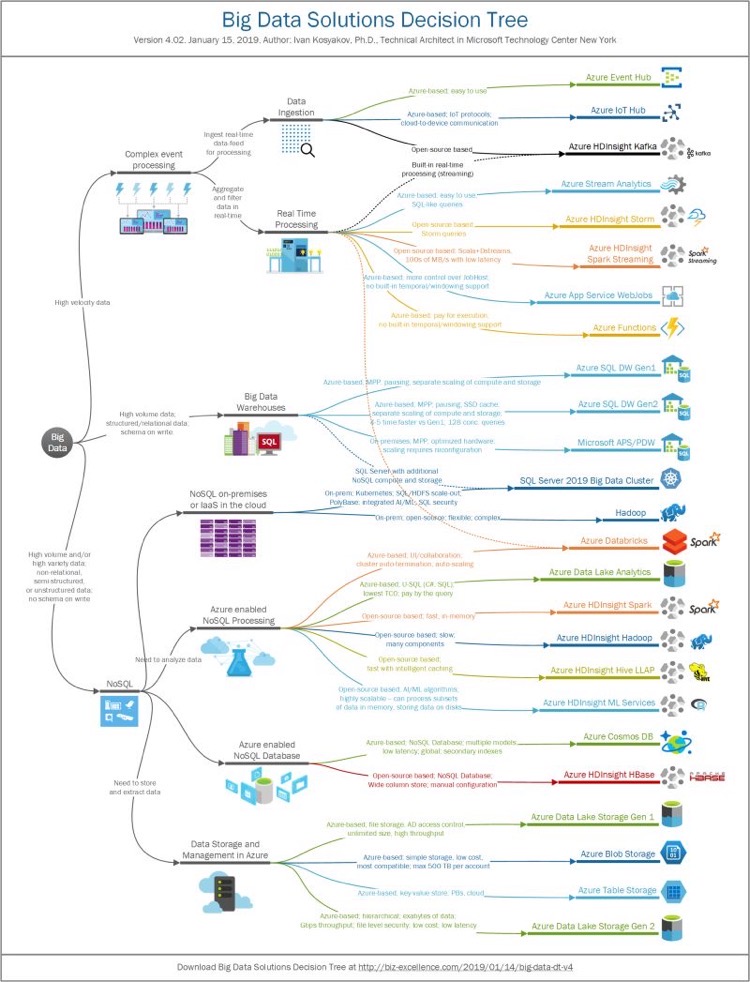 Big Data Solutions Decision Tree
Version 4.02. January 15. 2019. Author: Ivan Kosyakov, Ph.D., Technical Architect in Microsoft Technology Center New York
Big
Data
High velocity data
Complex event
processing
Ingest real-time
data-feed
for processing
Data
Ingestion
Azure-based; easy to use
Azure Event Hub
Azure-based; IoT protocols;
cloud-to-device communication
Azure IoT Hub
Open-source based
Azure HDInsight Kafka
kafka
Built-in real-time
processing (streaming)
Aggregate
and filter
data in
real-time
Real Time
Processing
Azure-based, easy to use,
SQL-like queries
Azure Stream Analytics
Open source based
Storm queries
Azure HDInsight Storm
Open source-based: Scala+Dstreams,
100s of MB/s with low latency
Azure HDInsight
Spark Streaming
Spark
Streaming
Azure-based: more control over JobHost,
no built in temporal/windowing support
Azure App Service WebJobs
Azure-based: pay for execution,
no built in temporal/windowing support
Azure Functions
High volume data;
structured/relational data;
schema on write.
Big Data
Warehouses
SQL
Azure-based; MPP; pausing; separate scaling of compute and storage
Azure SQL DW Gen1
SQL
Azure-based, MPP; pausing; SSD cache,
separate scaling of compute and storage,
4-5 time faster vs Gen1, 128 conc. queries
Azure SQL DW Gen2
SQL
On-premises, MPP; optimized hardware,
scaling requires reconfiguration
Microsoft APS/PDW
SQL
SQL Server with additional
NoSQL compute and storage
SQL Server 2019 Big Data Cluster
On-prem; Kubernetes; SQL/HDFS scale-out,
PolyBase; integrated AI/ML; SQL security
NoSQL on-premises
or IaaS in the cloud
On-prem; open-source; flexible; complex
Hadoop
Azure Databricks
Spark
High volume and/or
high variety data;
non-relational,
semi-structured,
or unstructured data;
no schema on write
NoSQL
Need to analyze data
Azure enabled
NoSQL Processing
Azure-based; UI/collaboration;
cluster auto-termination; auto-scaling
Azure-based, U-SQL (C#, SQL)
lowest TCO; pay by the query
Azure Data Lake Analytics
Open-source based; fast, in-memory
Azure HDInsight Spark
Spark
Open-source based; slow;
many components
Azure HDInsight Hadoop
Open-source based;
fast with intelligent caching
Azure HDInsight Hive LLAP
Open-source based; AI/ML algorithms;
highly scalable – can process subsets
of data in memory, storing data on disks
Azure HDInsight ML Services
Azure enabled
NoSQL Database
Azure-based; NoSQL Database; multiple models
low latency; global, secondary indexes
Azure Cosmos DB
Open-source based; NoSQL Database;
Wide column store; manual configuration
Azure HDInsight HBase
HBASE
Need to store
and extract data
Data Storage and
Management in Azure
Azure-based; file storage, AD access control,
unlimited size, high throughput
Azure Data Lake Storage Gen 1
Azure-based; simple storage, low cost,
most compatible; max 500 TB per account
Azure Blob Storage
Azure-based; key-value store; PBs, cloud
Azure Table Storage
Azure-based; hierarchical; exabytes of data;
Gbps throughput; file level security; low cost, low latency
Azure Data Lake Storage Gen 2
Download Big Data Solutions Decision Tree at http://biz-excellence.com/2019/01/14/big-data-dt-v4